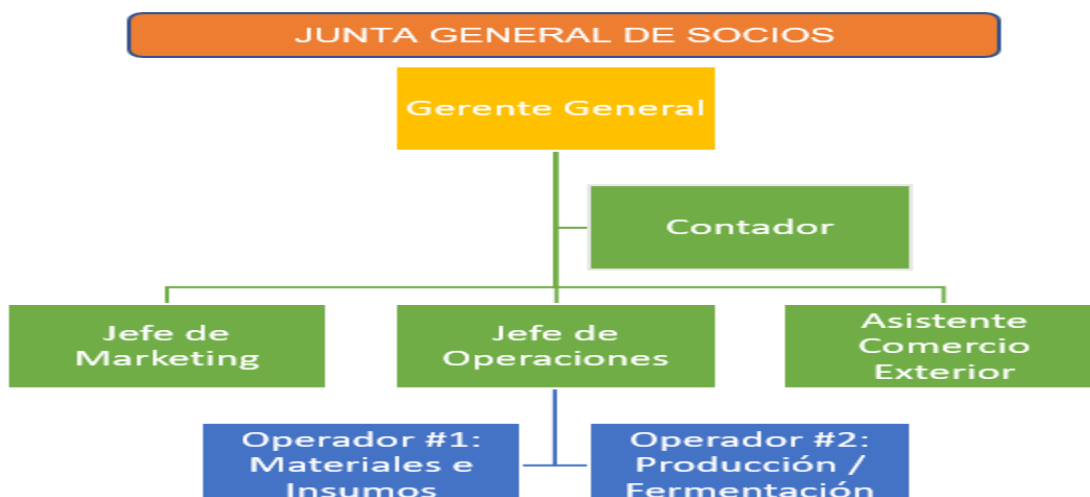 JUNTA GENERAL DE SOCIOS
Gerente General
Contador
Jefe de
Marketing
Jefe de
Operaciones
Asistente
Comercio
Exterior
Operador #1:
Materiales e
Insumos
Operador #2:
Producción /
Fermentación